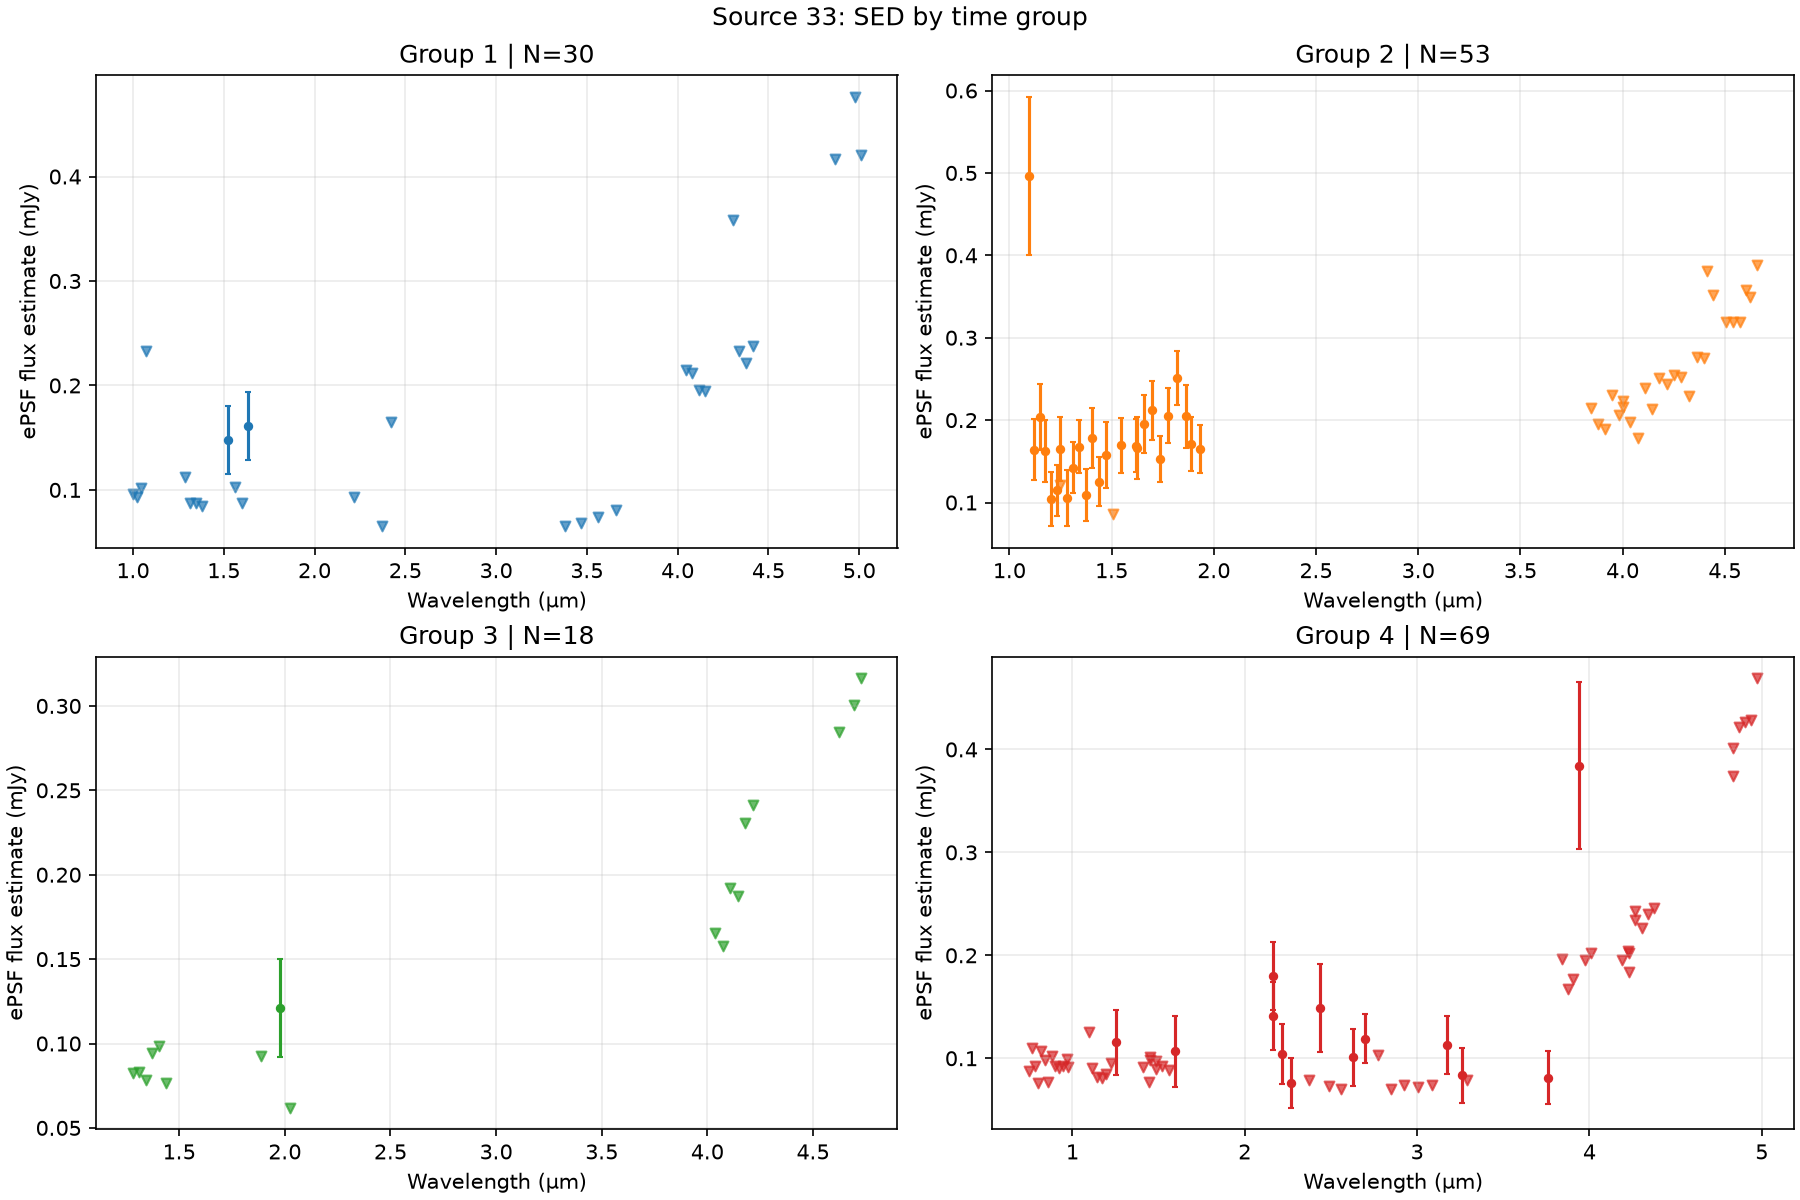 Source 33: SED by time group
Group 1 | N=30
ePSF flux estimate (mJy)
0.4
0.3
0.2
0.1
1.0 1.5 2.0 2.5 3.0 3.5 4.0 4.5 5.0
Wavelength (μm)
Group 2 | N=53
ePSF flux estimate (mJy)
0.6
0.5
0.4
0.3
0.2
0.1
1.0 1.5 2.0 2.5 3.0 3.5 4.0 4.5
Wavelength (μm)
Group 3 | N=18
ePSF flux estimate (mJy)
0.30
0.25
0.20
0.15
0.10
0.05
1.5 2.0 2.5 3.0 3.5 4.0 4.5
Wavelength (μm)
Group 4 | N=69
ePSF flux estimate (mJy)
0.4
0.3
0.2
0.1
1 2 3 4 5
Wavelength (μm)